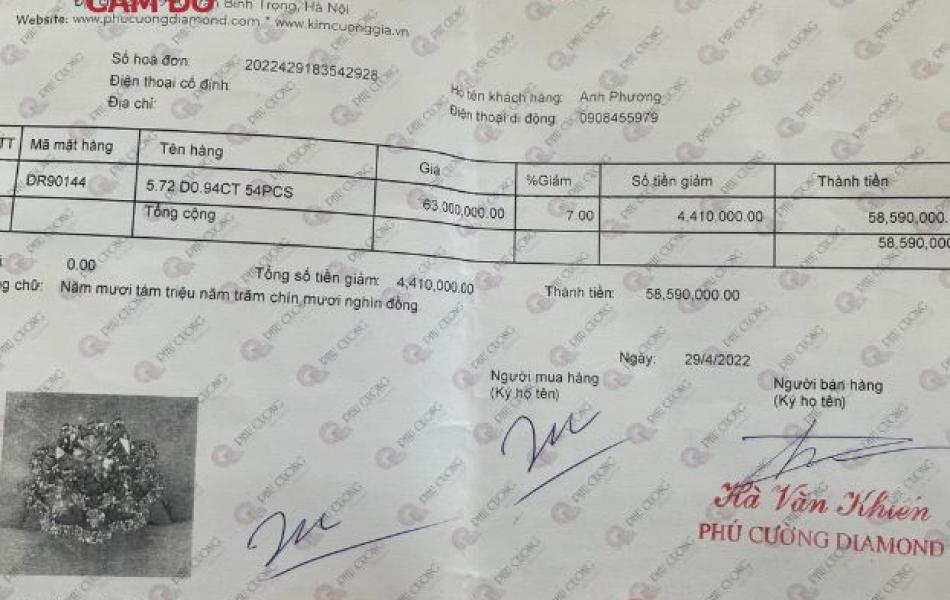 CẦM ĐỒ
Bình Trọng, Hà Nội
Website: www.phucuongdiamond.com * www.kimcuonggia.vn
Số hoá đơn: 2022429183542928
Điện thoại cố định:
Địa chỉ:
Họ tên khách hàng: Anh Phương
Điện thoại di động: 0908455979
TT Mã mặt hàng Tên hàng Giá %Giảm Số tiền giảm Thành tiền
DR90144 5.72 D0.94CT 54PCS 63,000,000.00 7.00 4,410,000.00 58,590,000.
Tổng cộng 58,590,000
0.00 Tổng số tiền giảm: 4,410,000.00 Thành tiền: 58,590,000.00
g chữ: Năm mươi tám triệu năm trăm chín mươi nghìn đồng
Ngày: 29/4/2022
Người mua hàng
(Ký họ tên)
Người bán hàng
(Ký họ tên)
Hà Văn Khiển
PHÚ CƯỜNG DIAMOND